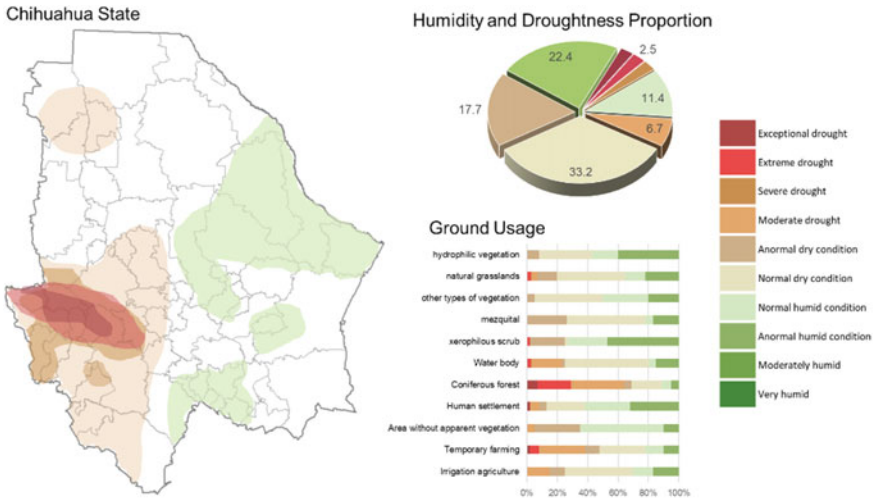 Chihuahua State
Humidity and Droughtness Proportion
2.5
22.4
11.4
17.7
6.7
33.2
Exceptional drought
Extreme drought
Severe drought
Moderate drought
Anormal dry condition
Normal dry condition
Normal humid condition
Anormal humid condition
Moderately humid
Very humid
Ground Usage
hydrophilic vegetation
natural grasslands
other types of vegetation
mezquital
xerophilous scrub
Water body
Coniferous forest
Human settlement
Area without apparent vegetation
Temporary farming
Irrigation agriculture
0% 20% 40% 60% 80% 100%